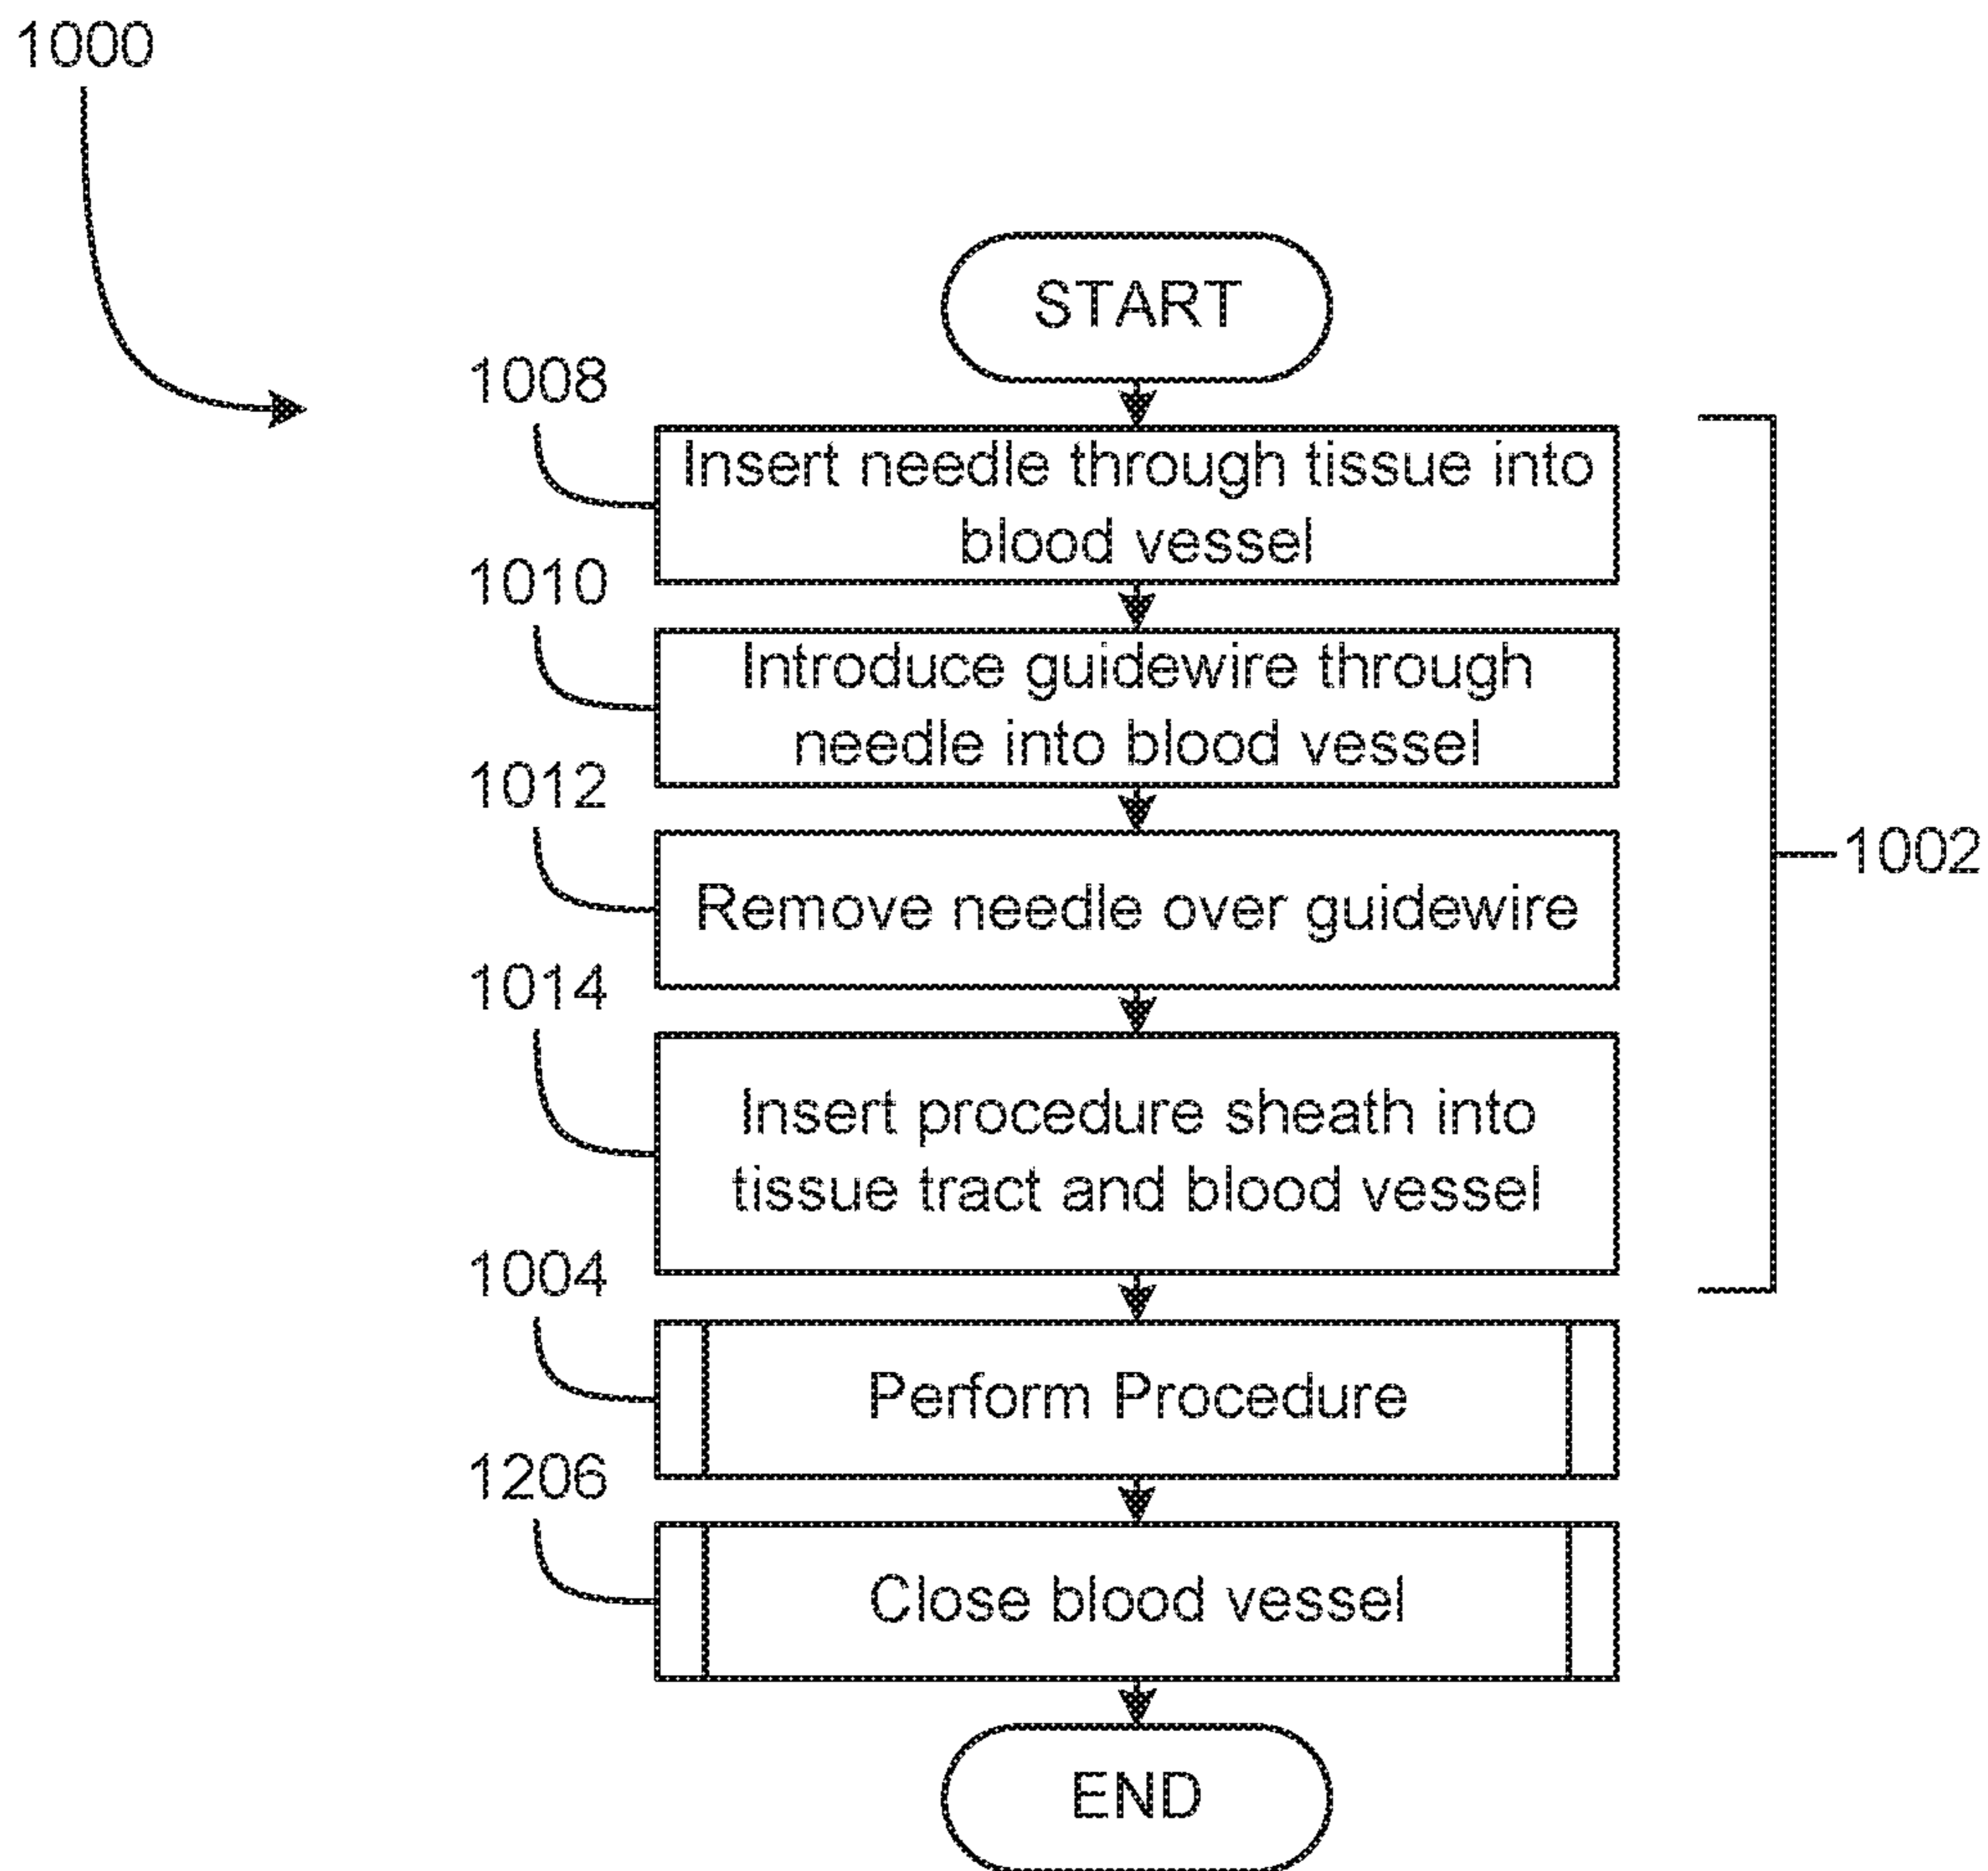 1000
START
1008
Insert needle through tissue into
blood vessel
1010
Introduce guidewire through
needle into blood vessel
1012
1002
Remove needle over guidewire
1014
Insert procedure sheath into
tissue tract and blood vessel
1004
Perform Procedure
1206
Close blood vessel
END